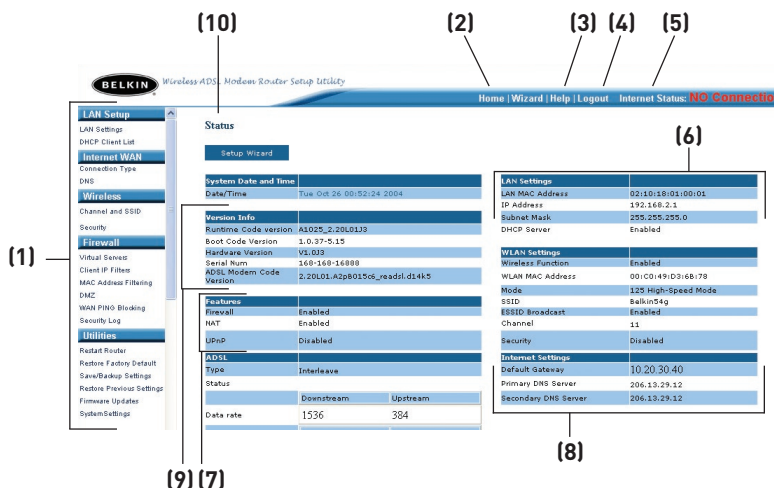 (10)
(2)
(3)
(4)
(5)
BELKIN
Wireless ADSL Modem Router Setup Utility
Home | Wizard | Help | Logout Internet Status: NO Connectio
(1)
LAN Setup
LAN Settings
DHCP Client List
Internet WAN
Connection Type
DNS
Wireless
Channel and SSID
Security
Firewall
Virtual Servers
Client IP Filters
MAC Address Filtering
DMZ
WAN PING Blocking
Security Log
Utilities
Restart Router
Restore Factory Default
Save/Backup Settings
Restore Previous Settings
Firmware Updates
SystemSettings
Status
Setup Wizard
System Date and Time
Date/Time Tue Oct 26 00:52:24 2004
Version Info
Runtime Code version A1025_2.20L01J3
Boot Code Version 1.0.37-5.15
Hardware Version V1.0J3
Serial Num 168-168-16888
ADSL Modem Code Version 2.20L01.A2pB015c6_readsl.d14k5
Features
Firewall Enabled
NAT Enabled
UPnP Disabled
ADSL
Type Interleave
Status
Downstream Upstream
Data rate 1536 384
(6)
LAN Settings
LAN MAC Address 02:10:18:01:00:01
IP Address 192.168.2.1
Subnet Mask 255.255.255.0
DHCP Server Enabled
WLAN Settings
Wireless Function Enabled
WLAN MAC Address 00:C0:49:D3:6B:78
Mode 125 High-Speed Mode
SSID Belkin54g
ESSID Broadcast Enabled
Channel 11
Security Disabled
Internet Settings
Default Gateway 10.20.30.40
Primary DNS Server 206.13.29.12
Secondary DNS Server 206.13.29.12
(8)
(9) (7)